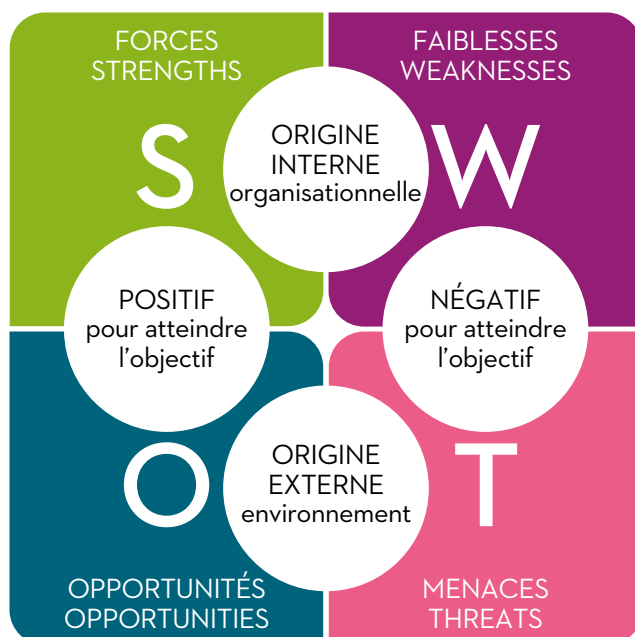 FORCES
STRENGTHS
FAIBLESSES
WEAKNESSES
S
ORIGINE
INTERNE
organisationnelle
W
POSITIF
pour atteindre
l'objectif
NÉGATIF
pour atteindre
l'objectif
O
ORIGINE
EXTERNE
environnement
T
OPPORTUNITÉS
OPPORTUNITIES
MENACES
THREATS